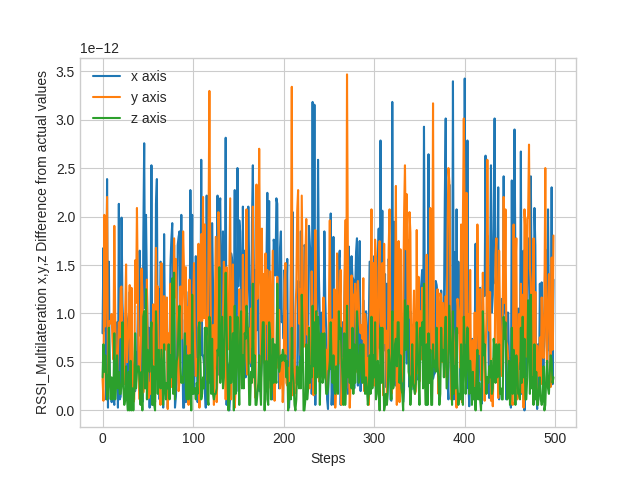 1e−12
3.5
3.0
2.5
2.0
1.5
1.0
0.5
0.0
x axis
y axis
z axis
RSSI_Multilateration x,y,z Difference from actual values
0
100
200
300
400
500
Steps